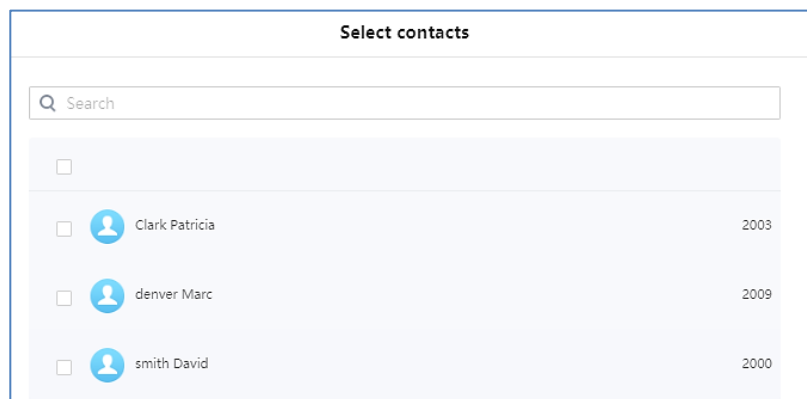 Select contacts
Search
Clark Patricia 2003
denver Marc 2009
smith David 2000